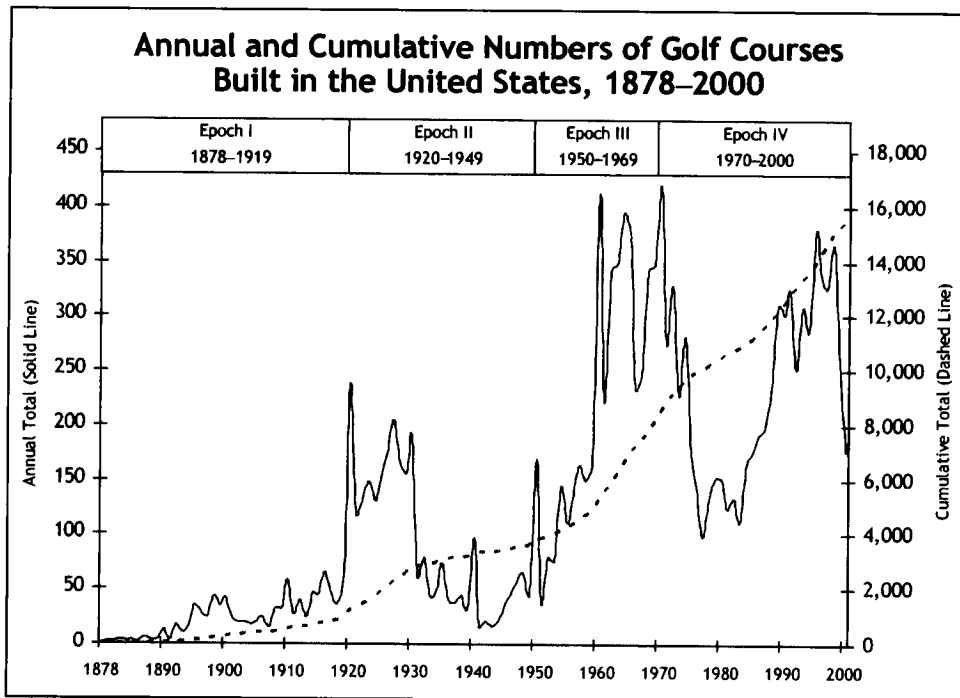 Annual and Cumulative Numbers of Golf Courses
Built in the United States, 1878–2000
Epoch I
1878–1919
Epoch II
1920–1949
Epoch III
1950–1969
Epoch IV
1970–2000
450
400
350
300
250
200
150
100
50
0
Annual Total (Solid Line)
18,000
16,000
14,000
12,000
10,000
8,000
6,000
4,000
2,000
0
Cumulative Total (Dashed Line)
1878 1890 1900 1910 1920 1930 1940 1950 1960 1970 1980 1990 2000